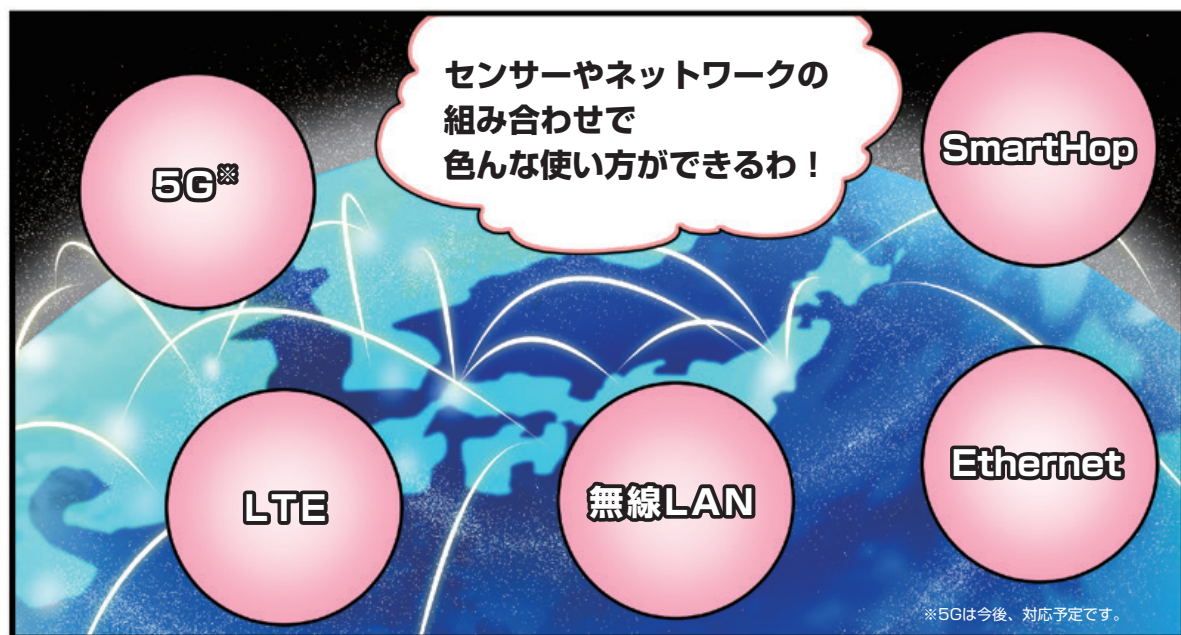 センサーやネットワークの
組み合わせで
色んな使い方ができるわ！
5G※
SmartHop
LTE
無線LAN
Ethernet
※5Gは今後、対応予定です。